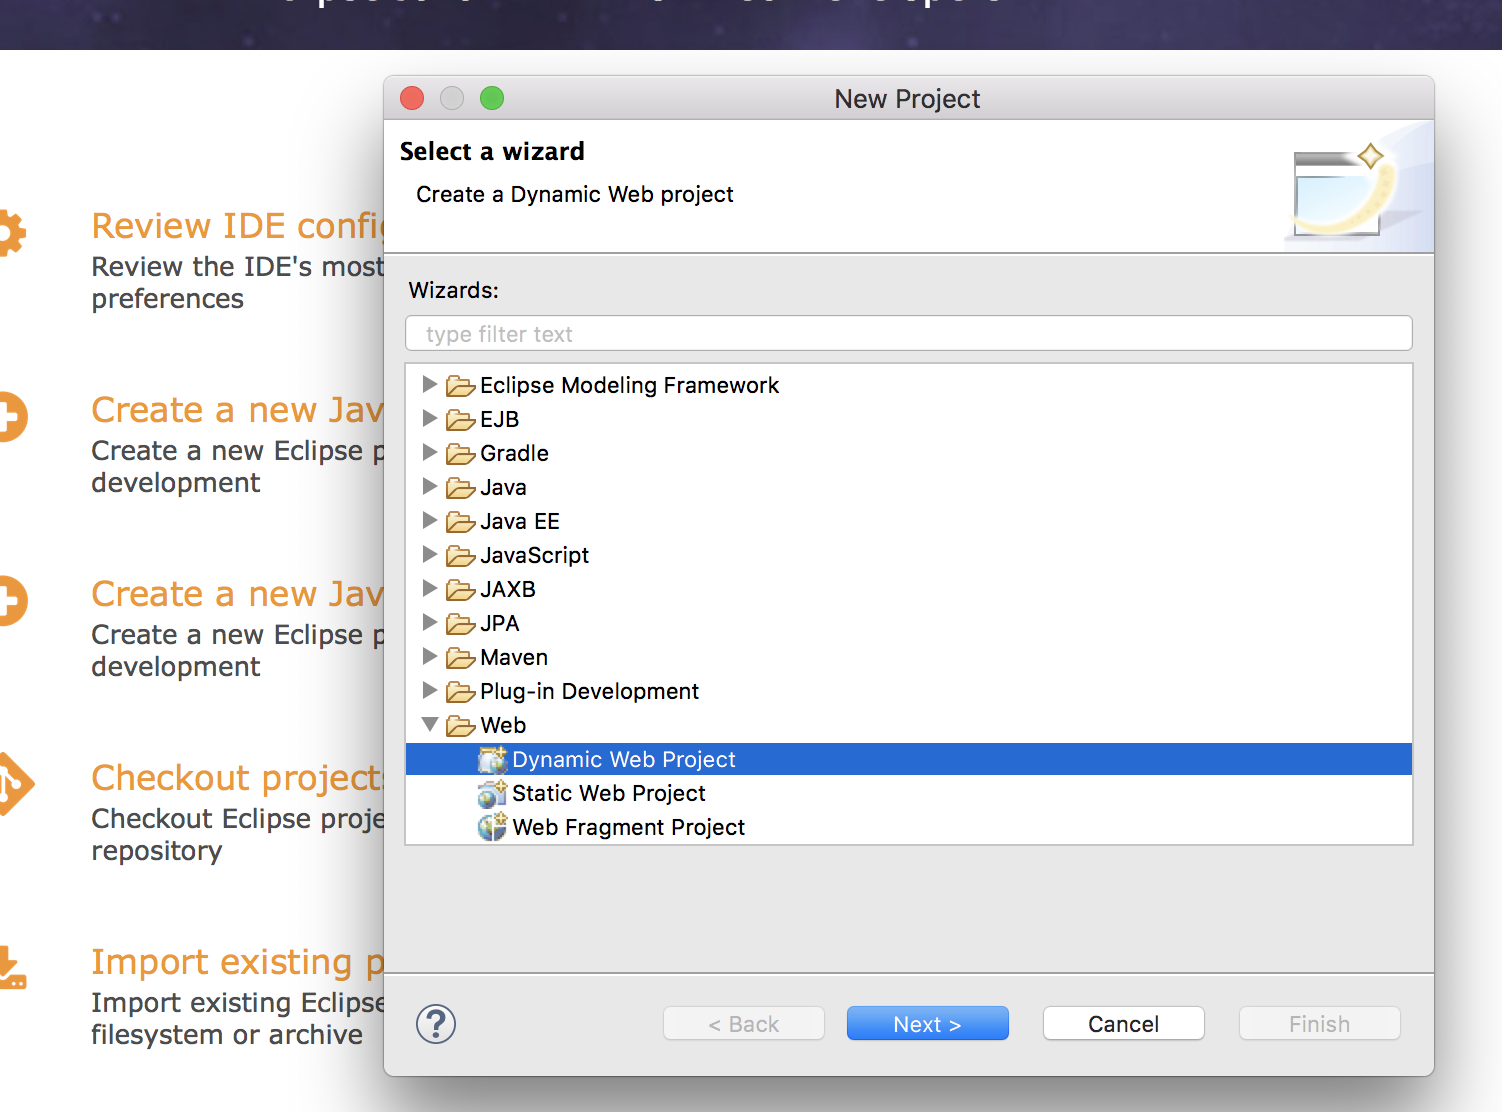 New Project
Select a wizard
Create a Dynamic Web project
Wizards:
type filter text
Eclipse Modeling Framework
EJB
Gradle
Java
Java EE
JavaScript
JAXB
JPA
Maven
Plug-in Development
Web
Dynamic Web Project
Static Web Project
Web Fragment Project
?
< Back
Next >
Cancel
Finish
Review IDE config
Review the IDE's most
preferences
Create a new Jav
Create a new Eclipse p
development
Create a new Jav
Create a new Eclipse p
development
Checkout projects
Checkout Eclipse proje
repository
Import existing p
Import existing Eclipse
filesystem or archive